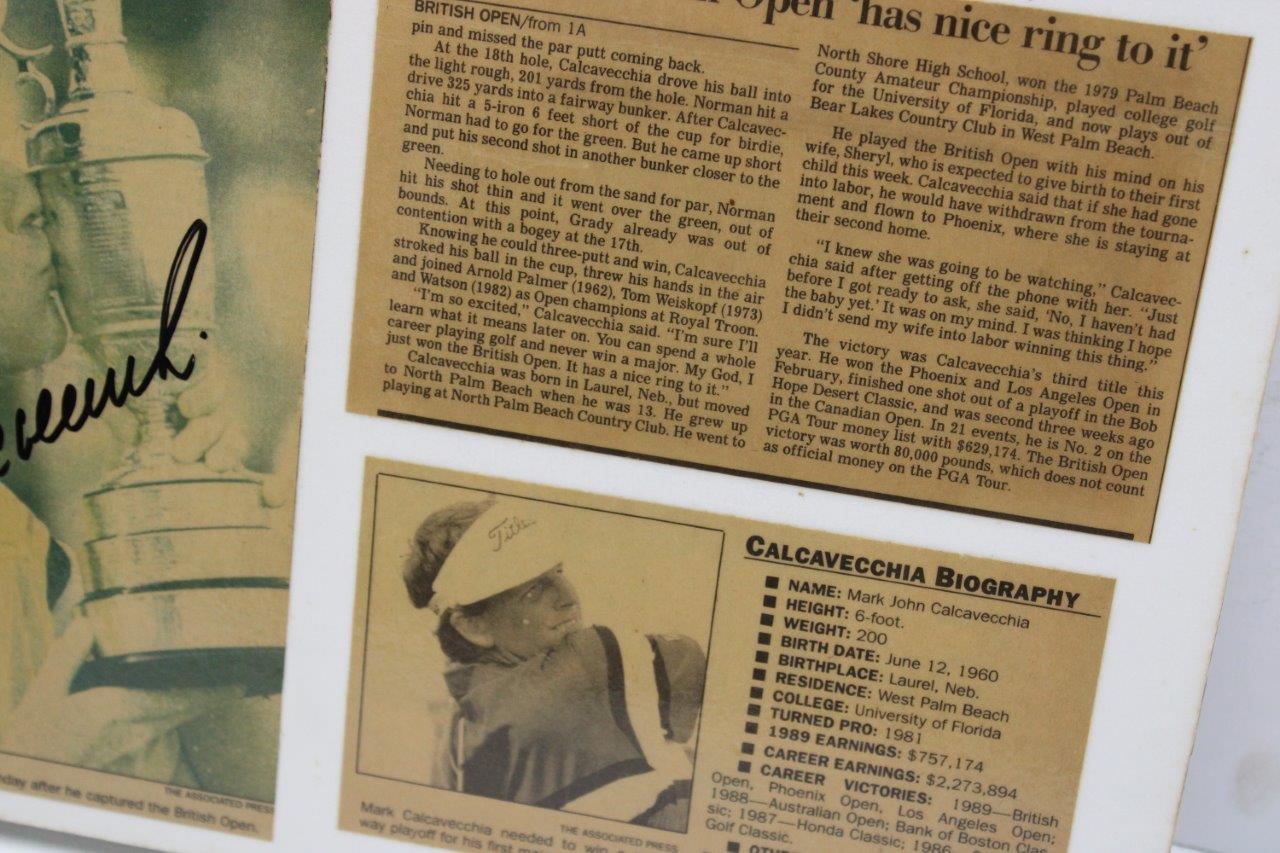 Open 'has nice ring to it'
BRITISH OPEN/from 1A
pin and missed the par putt coming back.
At the 18th hole, Calcavecchia drove his ball into
the light rough, 201 yards from the hole. Norman hit a
drive 325 yards into a fairway bunker. After Calcavec-
chia hit a 5-iron 6 feet short of the cup for birdie,
Norman had to go for the green. But he came up short
and put his second shot in another bunker closer to the
green.
Needing to hole out from the sand for par, Norman
hit his shot thin and it went over the green, out of
bounds. At this point, Grady already was out of
contention with a bogey at the 17th.
Knowing he could three-putt and win, Calcavecchia
stroked his ball in the cup, threw his hands in the air
and joined Arnold Palmer (1962), Tom Weiskopf (1973)
and Watson (1982) as Open champions at Royal Troon.
"I'm so excited," Calcavecchia said. "I'm sure I'll
learn what it means later on. You can spend a whole
career playing golf and never win a major. My God, I
just won the British Open. It has a nice ring to it."
Calcavecchia was born in Laurel, Neb., but moved
to North Palm Beach when he was 13. He grew up
playing at North Palm Beach Country Club. He went to
North Shore High School, won the 1979 Palm Beach
County Amateur Championship, played college golf
for the University of Florida, and now plays out of
Bear Lakes Country Club in West Palm Beach.
He played the British Open with his mind on his
wife, Sheryl, who is expected to give birth to their first
child this week. Calcavecchia said that if she had gone
into labor, he would have withdrawn from the tourna-
ment and flown to Phoenix, where she is staying at
their second home.
"I knew she was going to be watching," Calcavec-
chia said after getting off the phone with her. "Just
before I got ready to ask, she said, 'No, I haven't had
the baby yet.' It was on my mind. I was thinking I hope
I didn't send my wife into labor winning this thing."
The victory was Calcavecchia's third title this
year. He won the Phoenix and Los Angeles Open in
February, finished one shot out of a playoff in the Bob
Hope Desert Classic, and was second three weeks ago
in the Canadian Open. In 21 events, he is No. 2 on the
PGA Tour money list with $629,174. The British Open
victory was worth 80,000 pounds, which does not count
as official money on the PGA Tour.
THE ASSOCIATED PRESS
day after he captured the British Open.
THE ASSOCIATED PRESS
Mark Calcavecchia needed to win
way playoff for his first
CALCAVECCHIA BIOGRAPHY
■ NAME: Mark John Calcavecchia
■ HEIGHT: 6-foot.
■ WEIGHT: 200
■ BIRTH DATE: June 12, 1960
■ BIRTHPLACE: Laurel, Neb.
■ RESIDENCE: West Palm Beach
■ COLLEGE: University of Florida
■ TURNED PRO: 1981
■ 1989 EARNINGS: $757,174
■ CAREER EARNINGS: $2,273,894
■ CAREER VICTORIES: 1989—British
Open, Phoenix Open, Los Angeles Open;
1988—Australian Open; Bank of Boston Clas-
sic; 1987—Honda Classic; 1986
Golf Classic.